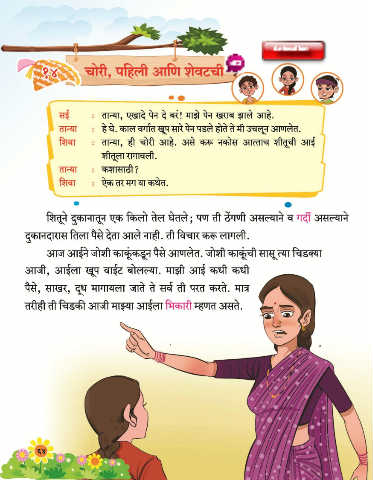 १.४ चोरी, पहिली आणि शेवटची
सई : तान्या, एखादे पेन दे बरं! माझे पेन खराब झाले आहे.
तान्या : हे घे. काल वर्गात खूप सारे पेन पडले होते ते मी उचलून आणलेत.
शिवा : तान्या, ही चोरी आहे. असे करू नकोस आत्ताच शीतूची आई
शीतूला रागावली.
तान्या : कशासाठी?
शिवा : ऐक तर मग या कथेत.
शितूने दुकानातून एक किलो तेल घेतले; पण ती ठेंगणी असल्याने व गर्दी असल्याने
दुकानदारास तिला पैसे देता आले नाही. ती विचार करू लागली.
आज आईने जोशी काकूंकडून पैसे आणलेत. जोशी काकूंची सासू त्या चिडक्या
आजी, आईला खूप वाईट बोलल्या. माझी आई कधी कधी
पैसे, साखर, दूध मागायला जाते ते सर्व ती परत करते. मात्र
तरीही ती चिडकी आजी माझ्या आईला भिकारी म्हणत असते.